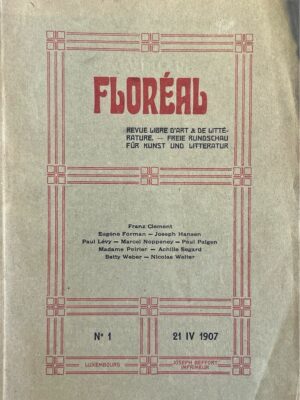 FLORÉAL
REVUE LIBRE D'ART & DE LITTÉ-
RATURE. — FREIE RUNDSCHAU
FÜR KUNST UND LITTERATUR
Franz Clement
Eugène Forman — Joseph Hansen
Paul Lévy — Marcel Noppeney — Paul Palgen
Madame Poirier — Achille Segard
Batty Weber — Nicolas Welter
N° 1 21 IV 1907
LUXEMBOURG JOSEPH BEFFORT
IMPRIMEUR